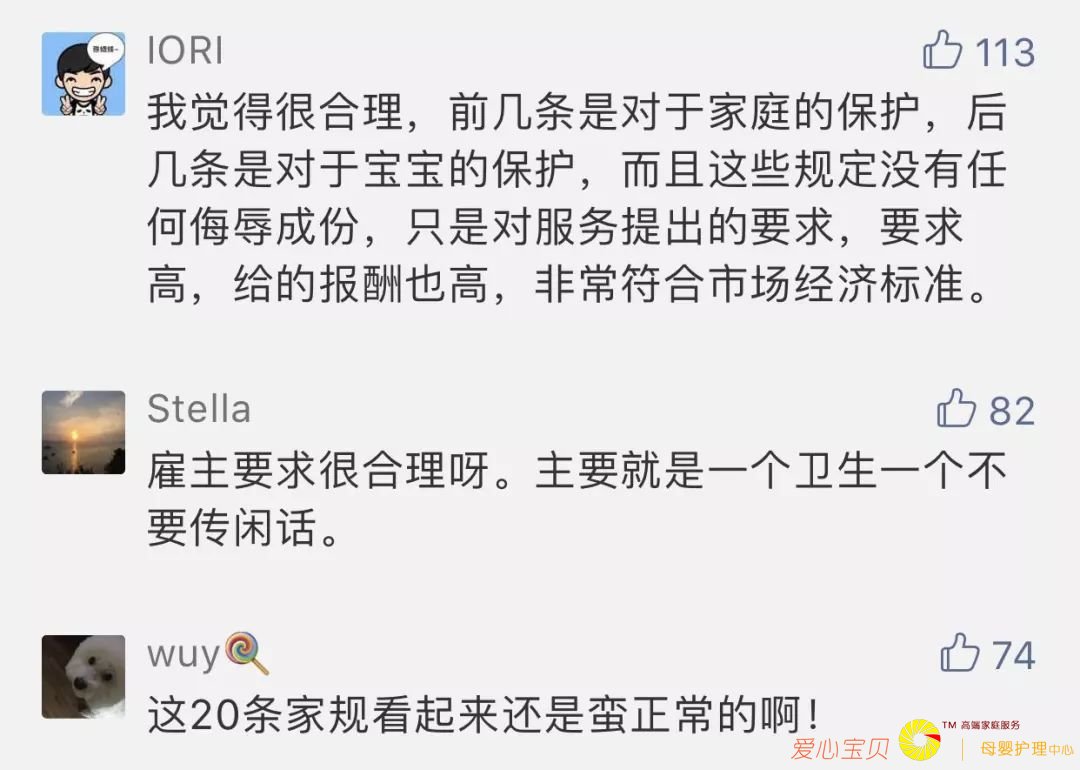 IORI
113
我觉得很合理，前几条是对于家庭的保护，后
几条是对于宝宝的保护，而且这些规定没有任
何侮辱成份，只是对服务提出的要求，要求
高，给的报酬也高，非常符合市场经济标准。
Stella
82
雇主要求很合理呀。主要就是一个卫生一个不
要传闲话。
wuy🍭
74
这20条家规看起来还是蛮正常的啊！
爱心宝贝
TM 高端家庭服务
母婴护理中心